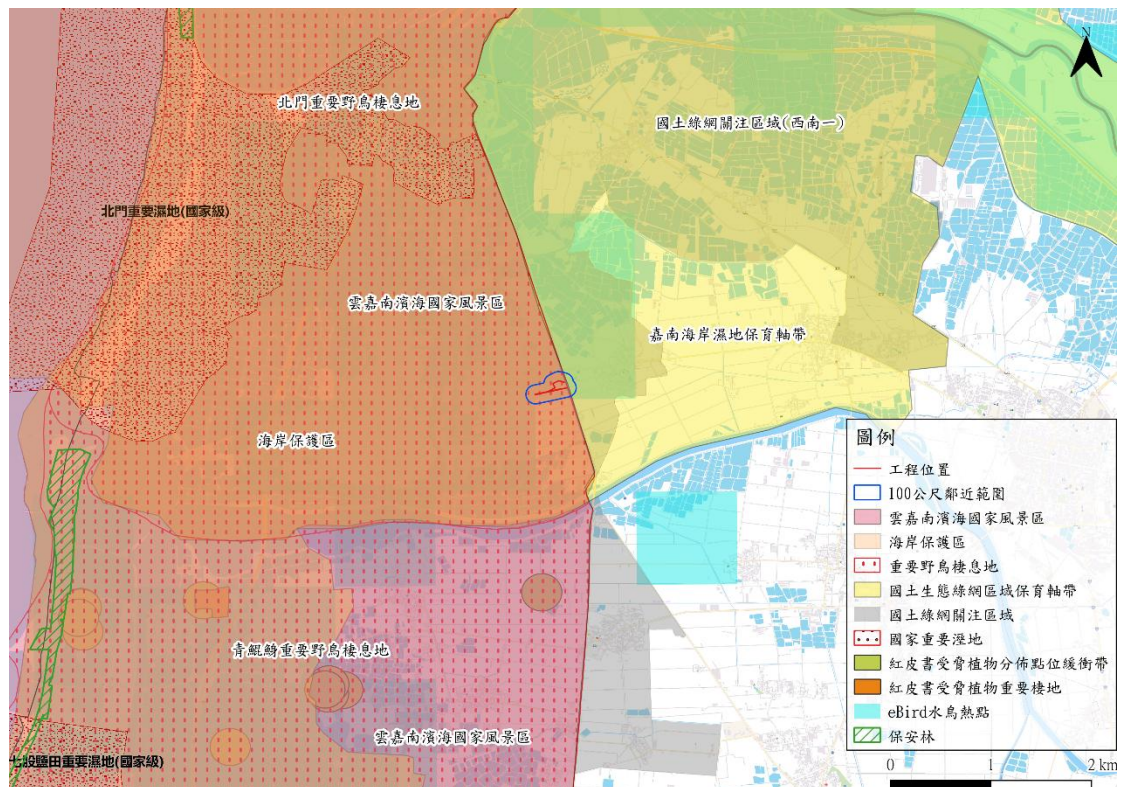 N
北門重要野鳥棲息地
國土綠網關注區域(西南一)
北門重要濕地(國家級)
雲嘉南濱海國家風景區
嘉南海岸濕地保育軸帶
海岸保護區
青鯤鯓重要野鳥棲息地
雲嘉南濱海國家風景區
七股鹽田重要濕地(國家級)
圖例
工程位置
100公尺鄰近範圍
雲嘉南濱海國家風景區
海岸保護區
重要野鳥棲息地
國土生態綠網區域保育軸帶
國土綠網關注區域
國家重要溼地
紅皮書受脅植物分佈點位緩衝帶
紅皮書受脅植物重要棲地
eBird水鳥熱點
保安林
0 1 2 km